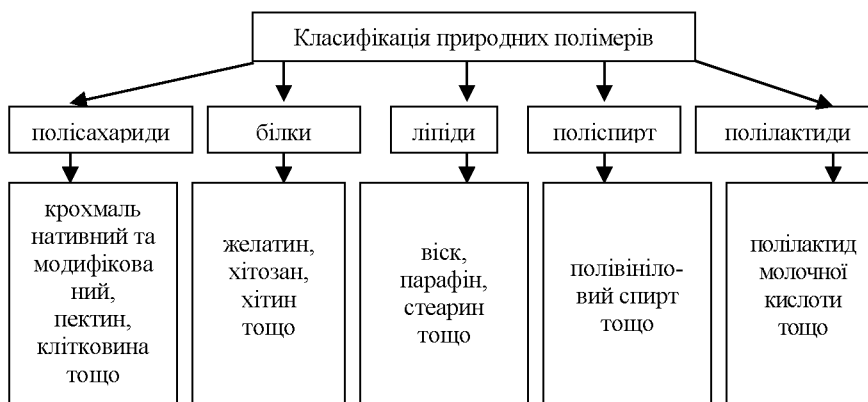 Класифікація природних полімерів
полісахариди
білки
ліпіди
поліспирт
полілактиди
крохмаль
нативний та
модифікова
ний,
пектин,
клітковина
тощо
желатин,
хітозан,
хітин
тощо
віск,
парафін,
стеарин
тощо
полівініло-
вий спирт
тощо
полілактид
молочної
кислоти
тощо